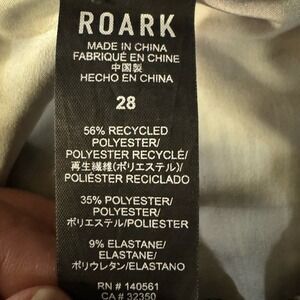 ROARK
MADE IN CHINA
FABRIQUÉ EN CHINE
中国製
HECHO EN CHINA
28
56% RECYCLED
POLYESTER/
POLYESTER RECYCLÉ/
再生繊維(ポリエステル)/
POLIÉSTER RECICLADO
35% POLYESTER/
POLYESTER/
ポリエステル/POLIESTER
9% ELASTANE/
ÉLASTANE/
ポリウレタン/ELASTANO
RN # 140561
CA # 32350